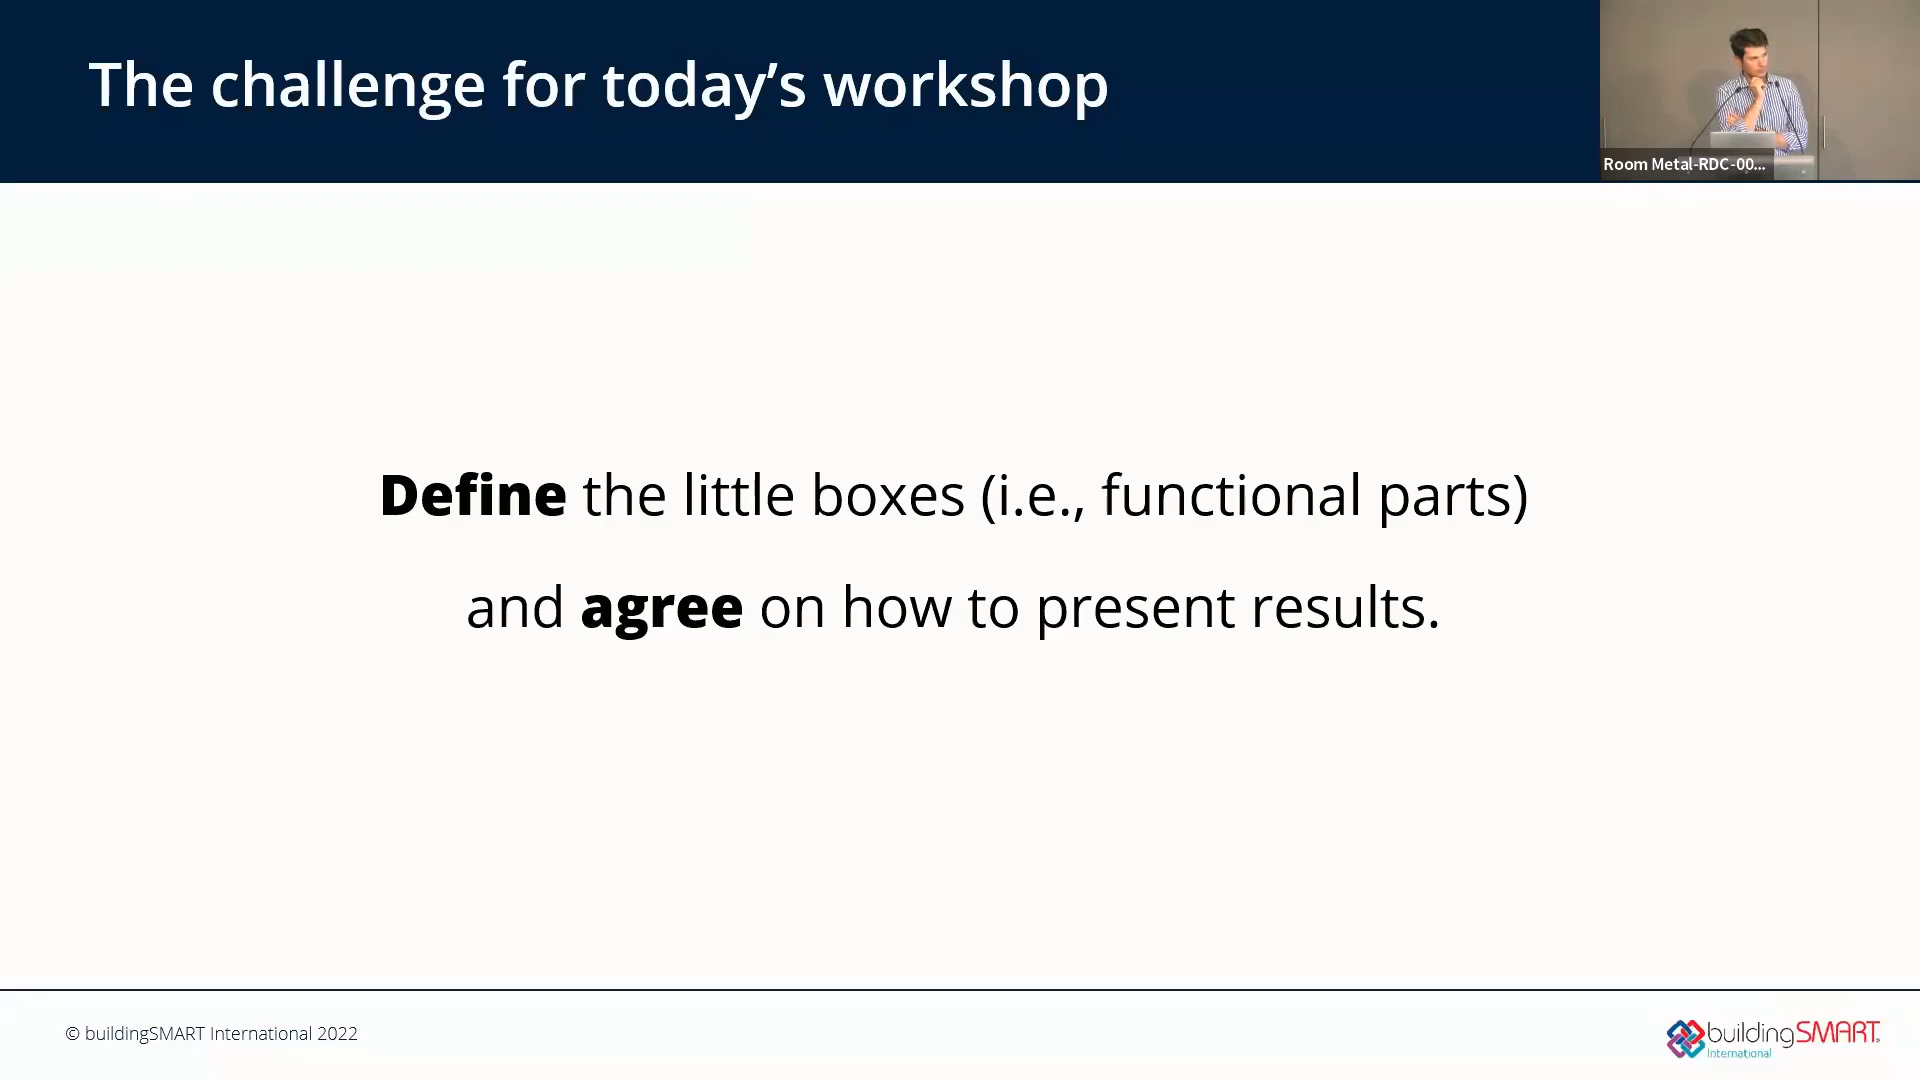 The challenge for today’s workshop
Room Metal-RDC-00...
Define the little boxes (i.e., functional parts)
and agree on how to present results.
© buildingSMART International 2022
buildingSMART
International